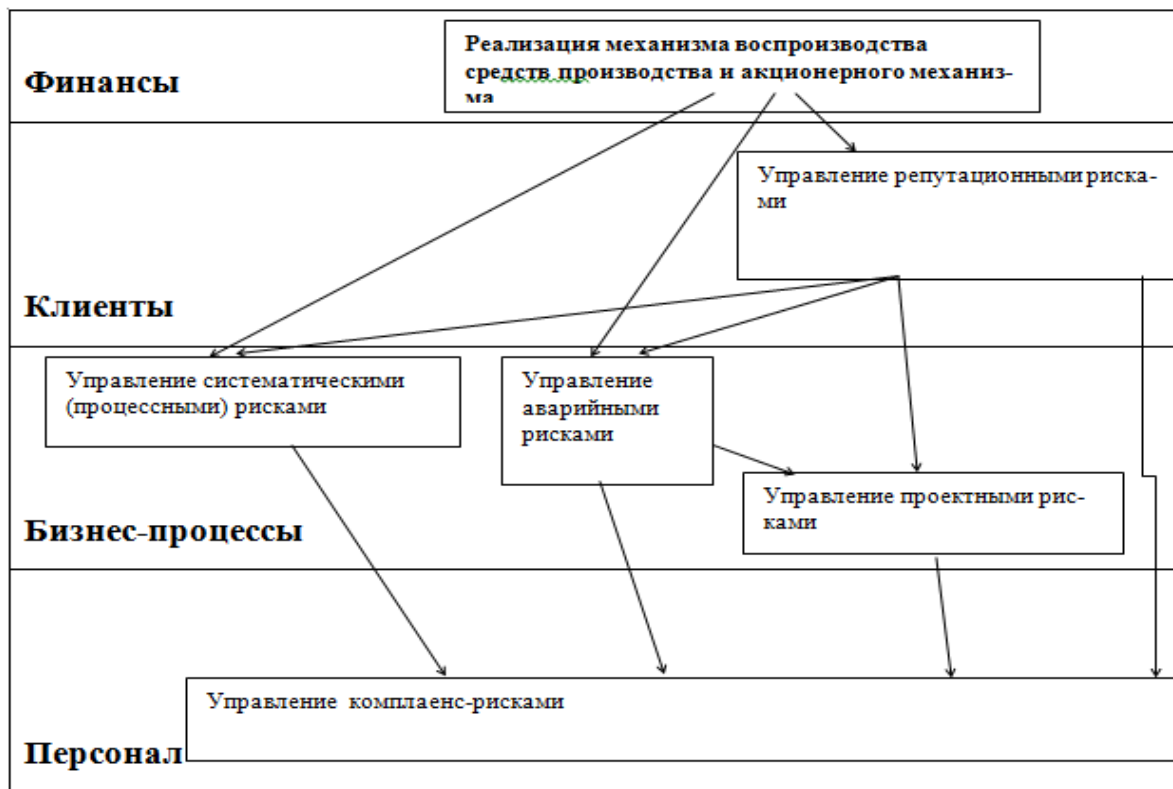 Реализация механизма воспроизводства
средств производства и акционерного механиз-
ма
Финансы
Управление репутационными риска-
ми
Клиенты
Управление систематическими
(процессными) рисками
Управление
аварийными
рисками
Управление проектными рис-
ками
Бизнес-процессы
Управление комплаенс-рисками
Персонал